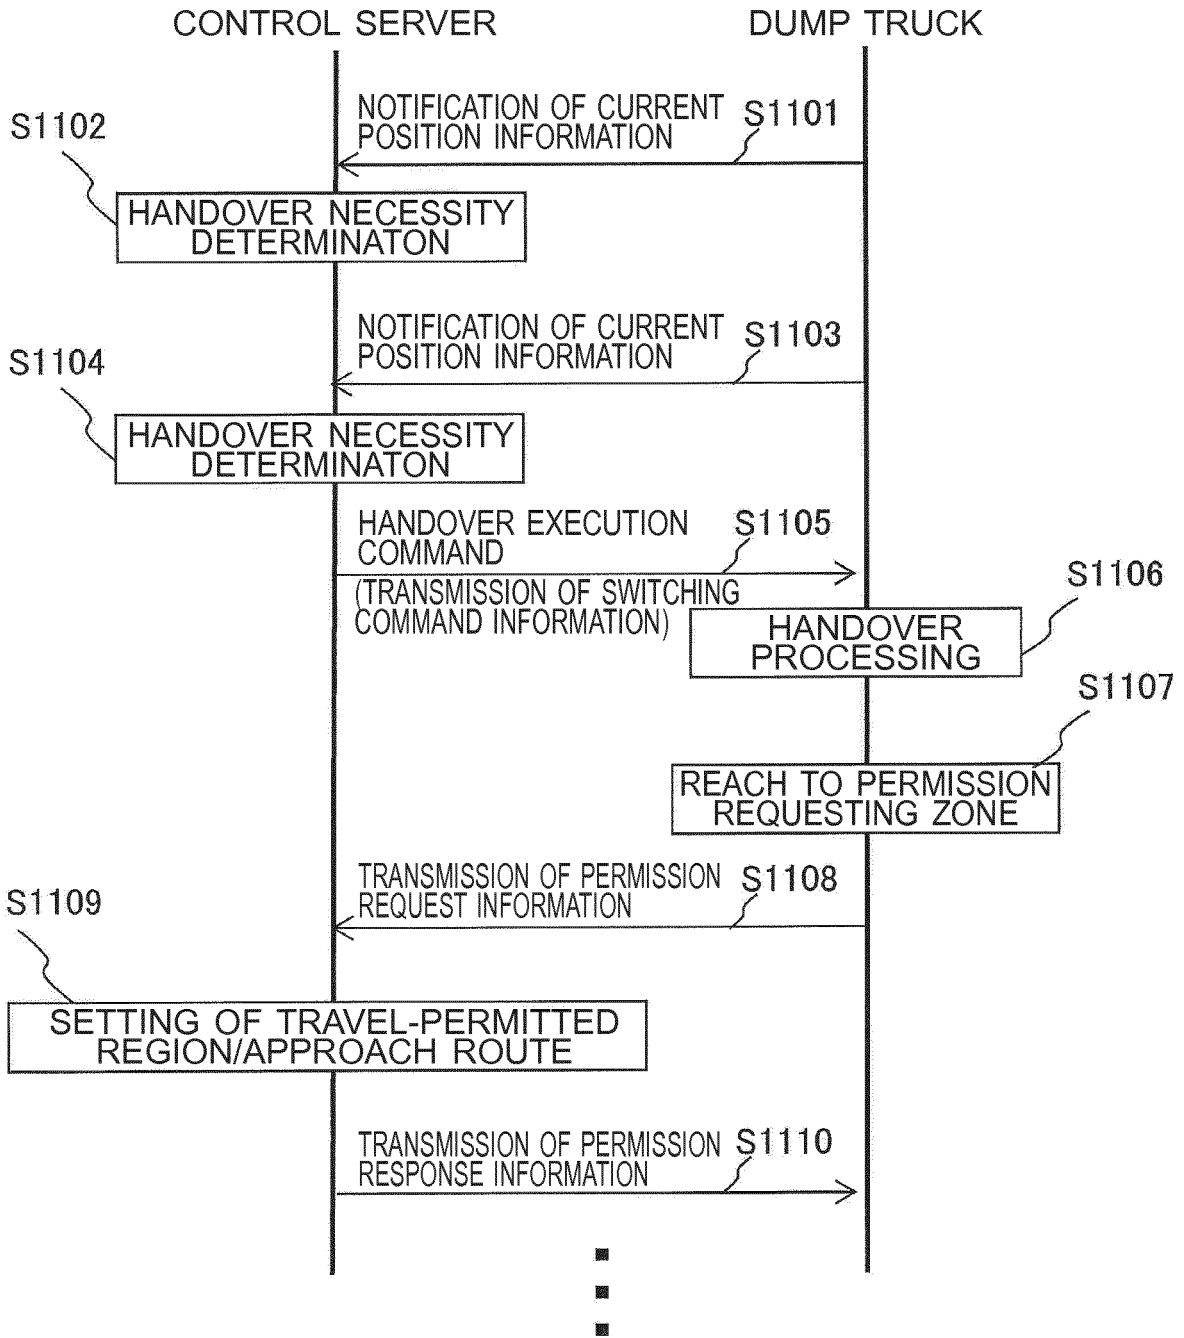 CONTROL SERVER
DUMP TRUCK
NOTIFICATION OF CURRENT
POSITION INFORMATION
S1101
S1102
HANDOVER NECESSITY
DETERMINATON
NOTIFICATION OF CURRENT
POSITION INFORMATION
S1103
S1104
HANDOVER NECESSITY
DETERMINATON
HANDOVER EXECUTION
COMMAND
S1105
(TRANSMISSION OF SWITCHING
COMMAND INFORMATION)
S1106
HANDOVER
PROCESSING
S1107
REACH TO PERMISSION
REQUESTING ZONE
TRANSMISSION OF PERMISSION
REQUEST INFORMATION
S1108
S1109
SETTING OF TRAVEL-PERMITTED
REGION/APPROACH ROUTE
TRANSMISSION OF PERMISSION
RESPONSE INFORMATION
S1110